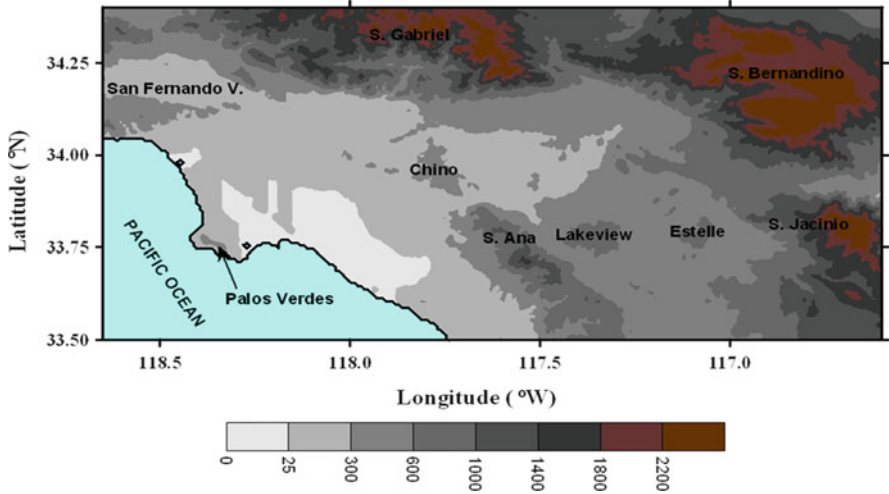 S. Gabriel
34.25
S. Bernandino
San Fernando V.
34.00
Chino
Latitude (°N)
S. Jacinio
Estelle
S. Ana
Lakeview
33.75
PACIFIC OCEAN
Palos Verdes
33.50
118.5
118.0
117.5
117.0
Longitude (°W)
0
25
300
600
1000
1400
1800
2200